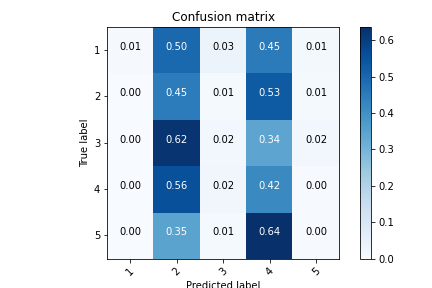 Confusion matrix
1 0.01 0.50 0.03 0.45 0.01
2 0.00 0.45 0.01 0.53 0.01
3 0.00 0.62 0.02 0.34 0.02
4 0.00 0.56 0.02 0.42 0.00
5 0.00 0.35 0.01 0.64 0.00
1 2 3 4 5
True label
Predicted label
0.6
0.5
0.4
0.3
0.2
0.1
0.0